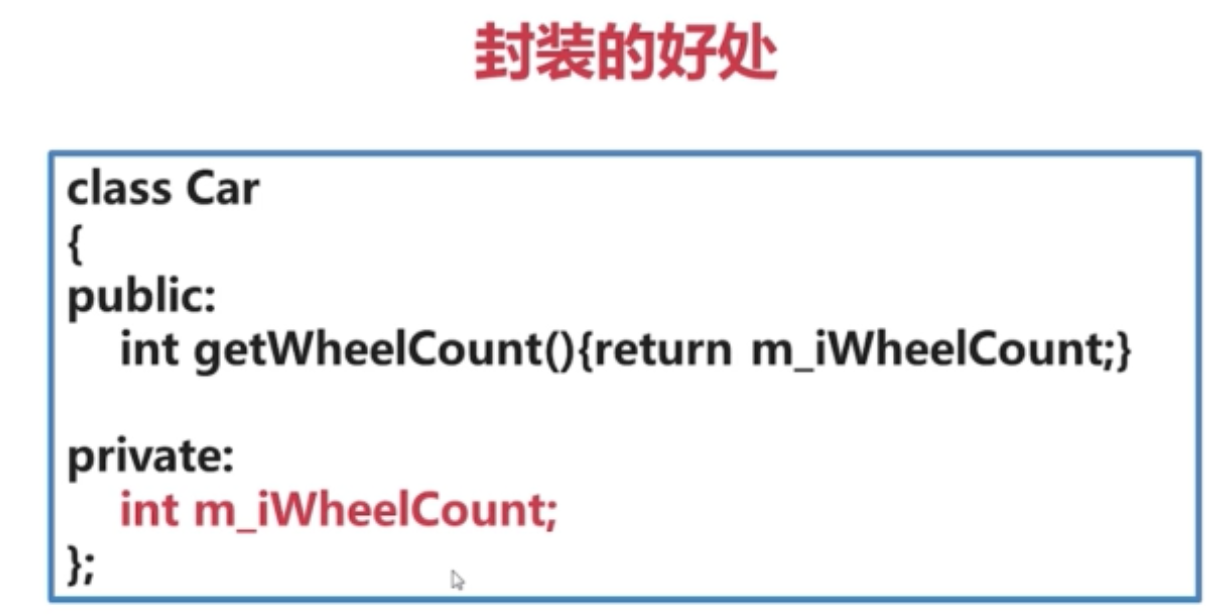 封装的好处
class Car
{
public:
int getWheelCount(){return m_iWheelCount;}
private:
int m_iWheelCount;
};